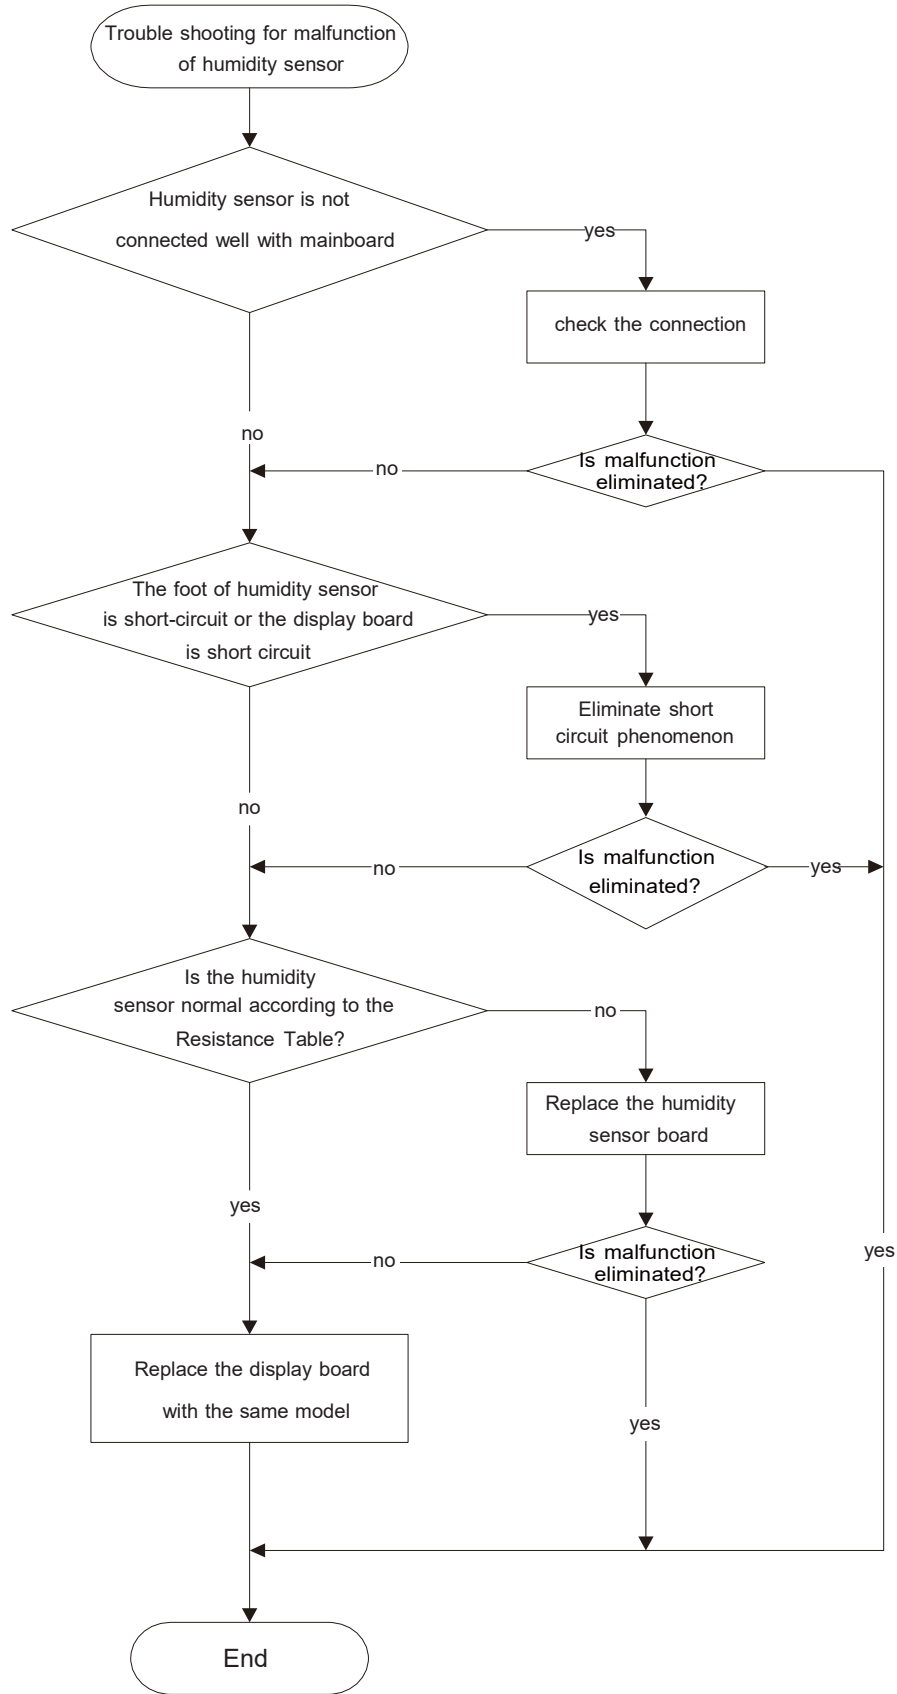 Trouble shooting for malfunction
of humidity sensor
Humidity sensor is not
connected well with mainboard
yes
check the connection
no
no
Is malfunction
eliminated?
The foot of humidity sensor
is short-circuit or the display board
is short circuit
yes
Eliminate short
circuit phenomenon
no
no
Is malfunction
eliminated?
yes
Is the humidity
sensor normal according to the
Resistance Table?
no
Replace the humidity
sensor board
yes
no
Is malfunction
eliminated?
yes
Replace the display board
with the same model
yes
End